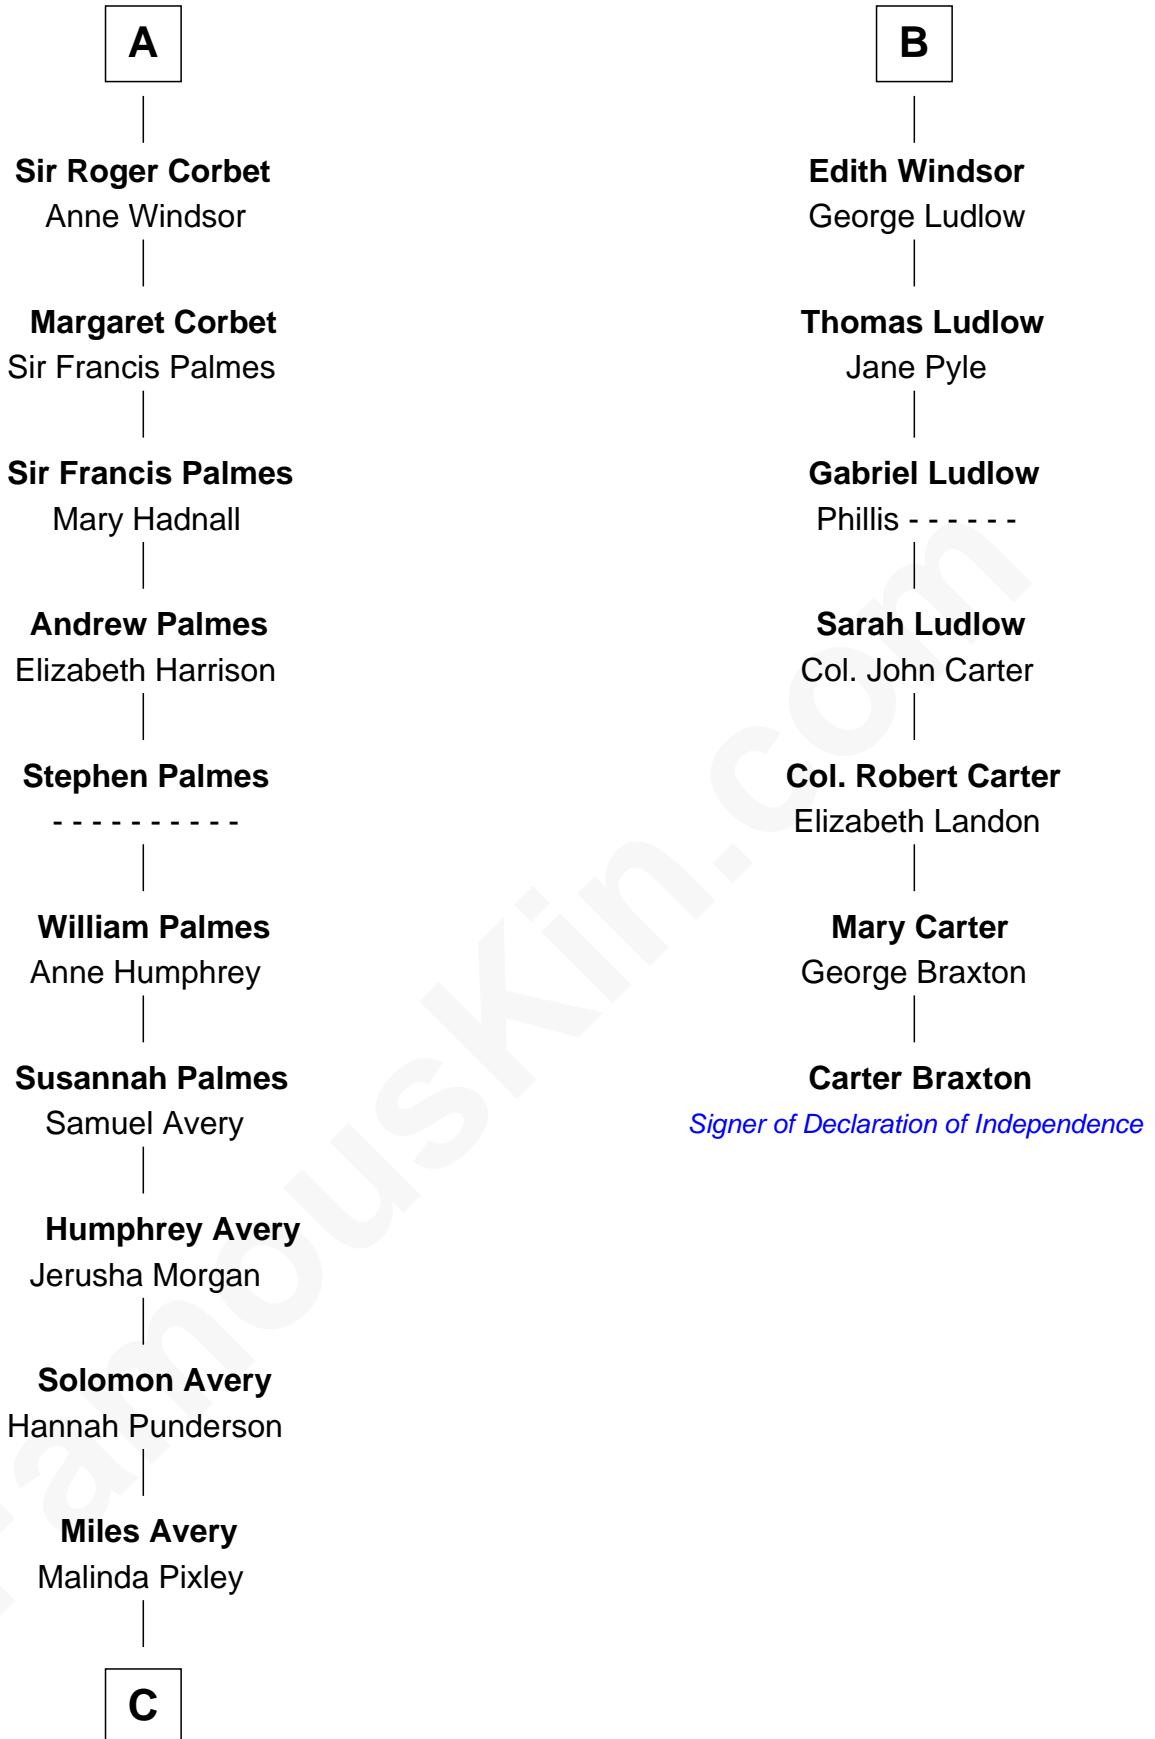 A
Sir Roger Corbet
Anne Windsor
Margaret Corbet
Sir Francis Palmes
Sir Francis Palmes
Mary Hadnall
Andrew Palmes
Elizabeth Harrison
Stephen Palmes
- - - - - - - - - -
William Palmes
Anne Humphrey
Susannah Palmes
Samuel Avery
Humphrey Avery
Jerusha Morgan
Solomon Avery
Hannah Punderson
Miles Avery
Malinda Pixley
C
B
Edith Windsor
George Ludlow
Thomas Ludlow
Jane Pyle
Gabriel Ludlow
Phillis - - - - - -
Sarah Ludlow
Col. John Carter
Col. Robert Carter
Elizabeth Landon
Mary Carter
George Braxton
Carter Braxton
Signer of Declaration of Independence
FamousKin.com